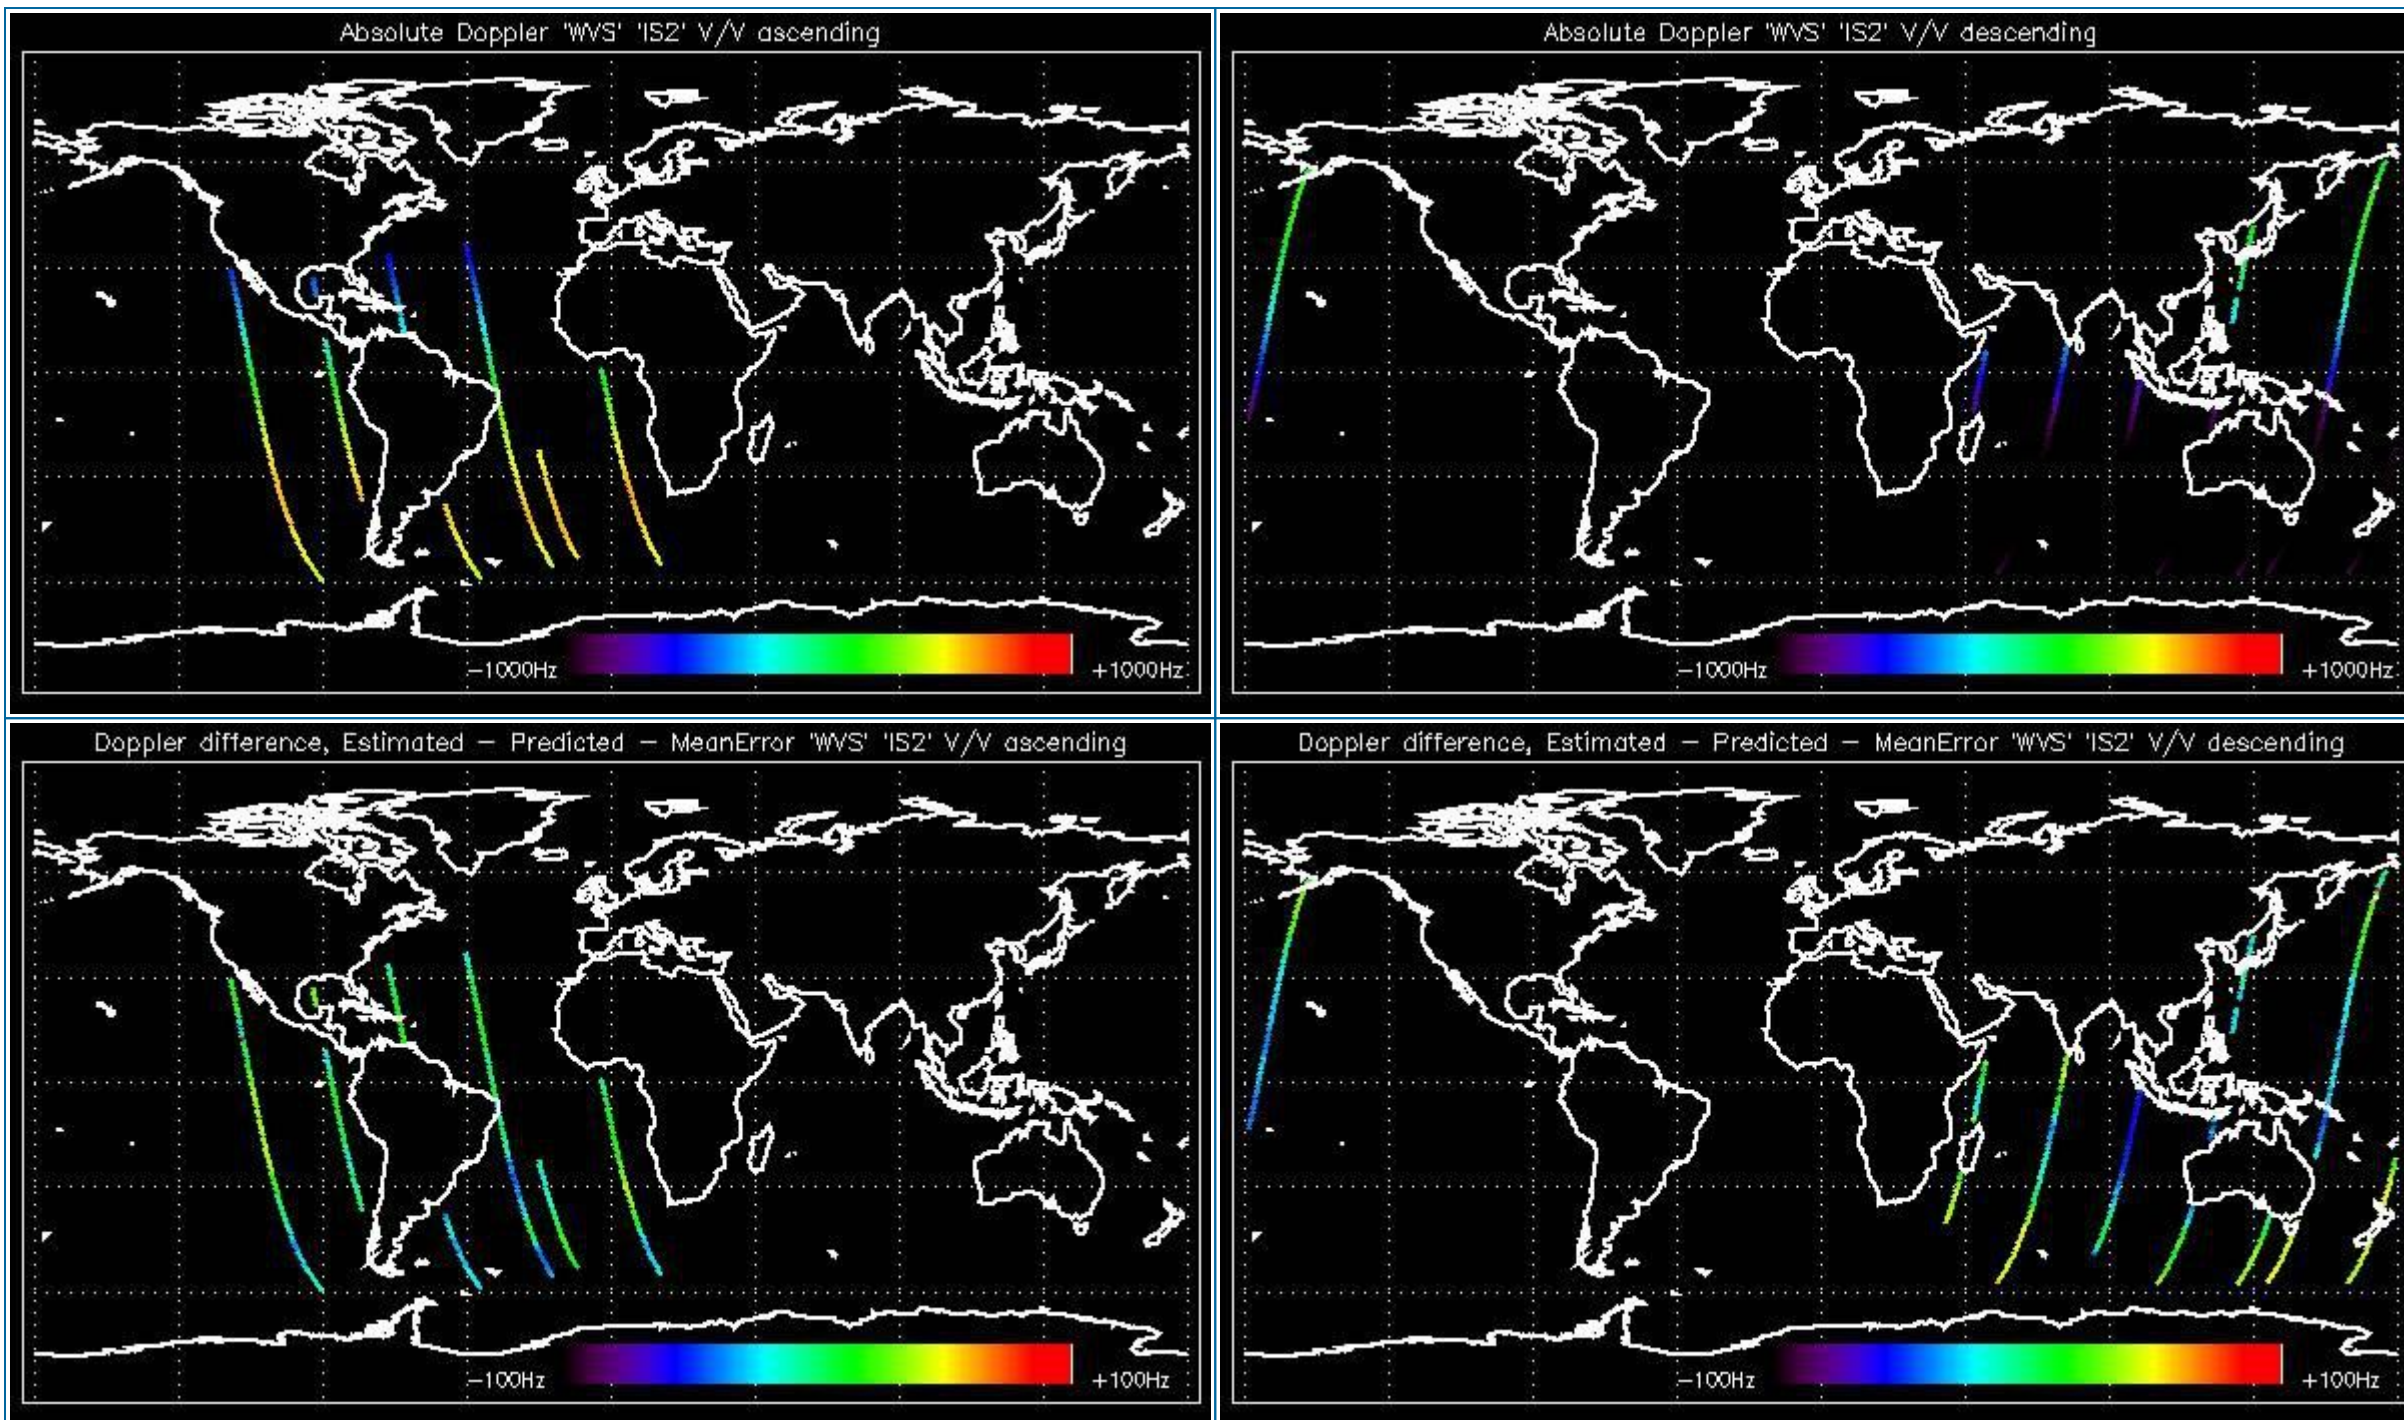 Absolute Doppler 'WVS' 'IS2' V/V ascending
−1000Hz
+1000Hz
Absolute Doppler 'WVS' 'IS2' V/V descending
−1000Hz
+1000Hz
Doppler difference, Estimated − Predicted − MeanError 'WVS' 'IS2' V/V ascending
−100Hz
+100Hz
Doppler difference, Estimated − Predicted − MeanError 'WVS' 'IS2' V/V descending
−100Hz
+100Hz